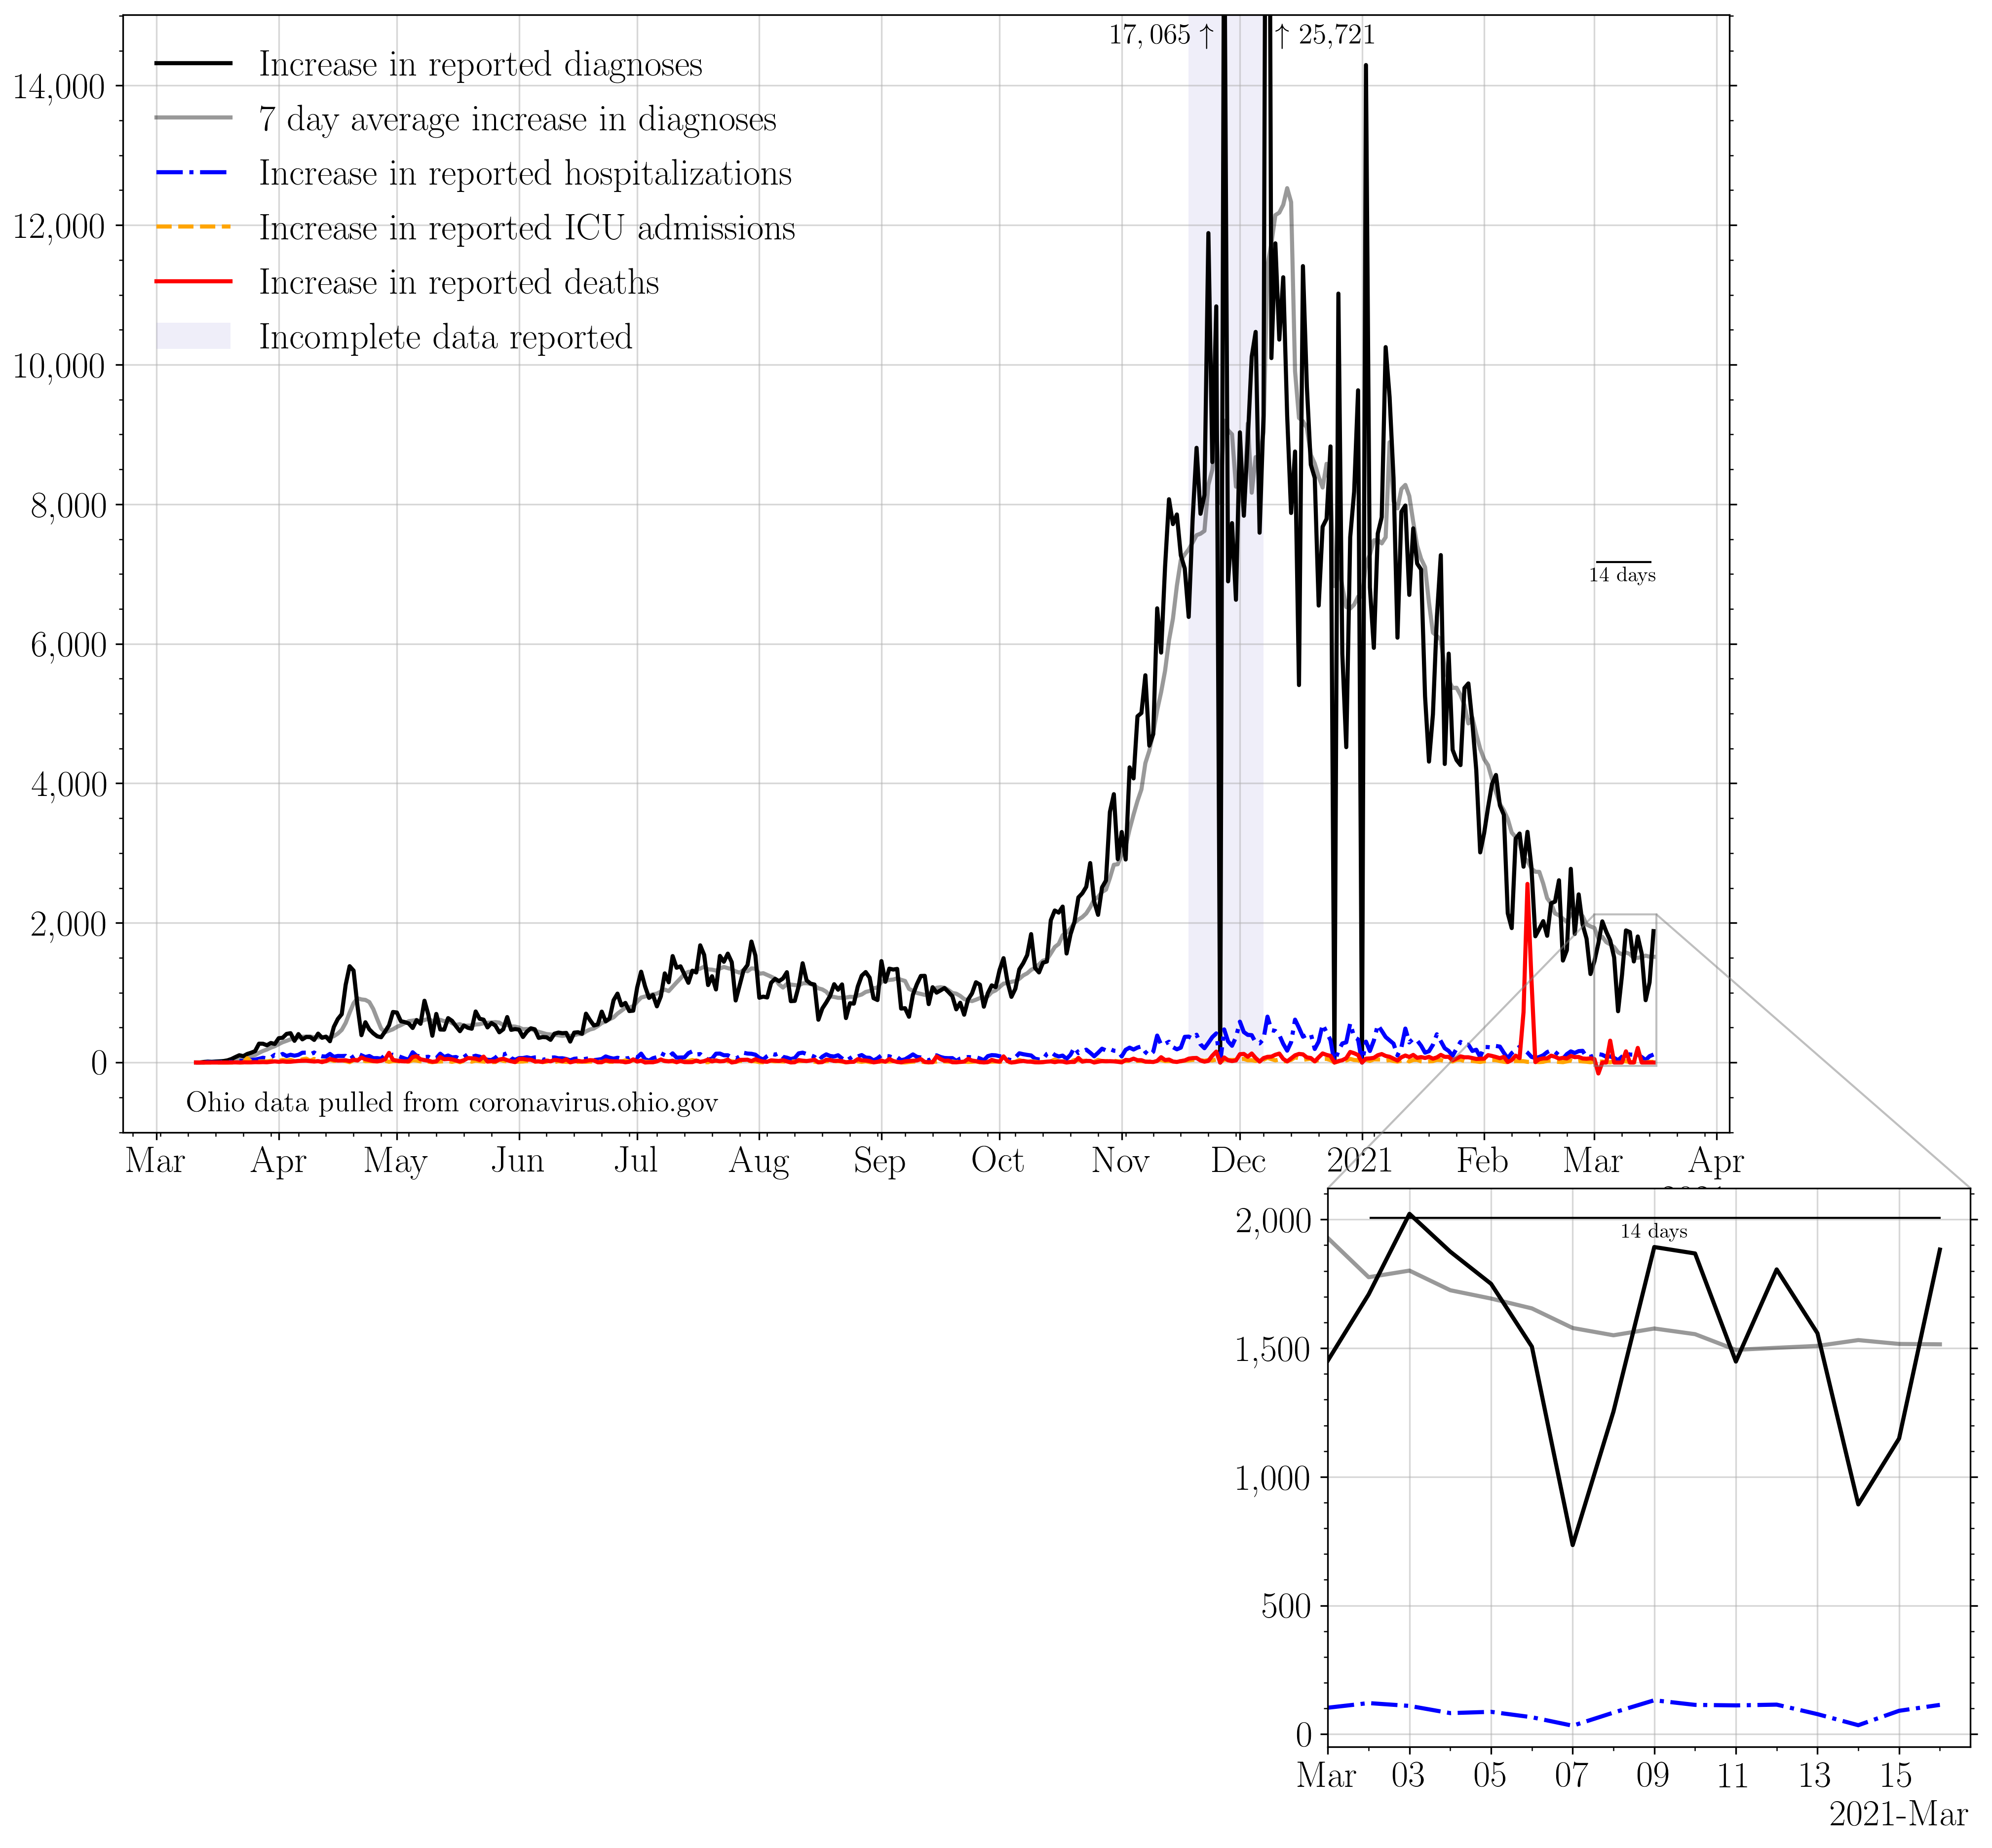 17,065 ↑ ↑ 25,721
Increase in reported diagnoses
7 day average increase in diagnoses
Increase in reported hospitalizations
Increase in reported ICU admissions
Increase in reported deaths
Incomplete data reported
14,000
12,000
10,000
8,000
6,000
4,000
2,000
0
14 days
Ohio data pulled from coronavirus.ohio.gov
Mar Apr May Jun Jul Aug Sep Oct Nov Dec 2021 Feb Mar Apr
2,000
1,500
1,000
500
0
14 days
Mar 03 05 07 09 11 13 15
2021-Mar